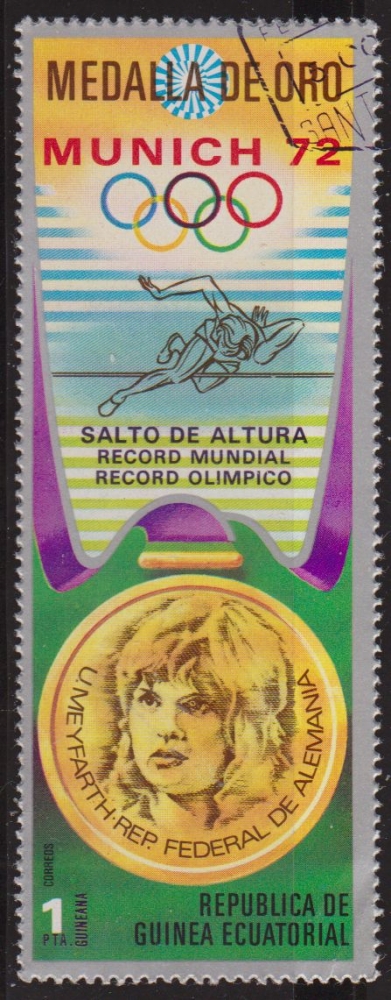 MEDALLA DE ORO
MUNICH 72
SALTO DE ALTURA
RECORD MUNDIAL
RECORD OLIMPICO
U. MEYFARTH·REP. FEDERAL DE ALEMANIA
CORREOS
1
PTA. GUINEANA
REPUBLICA DE
GUINEA ECUATORIAL